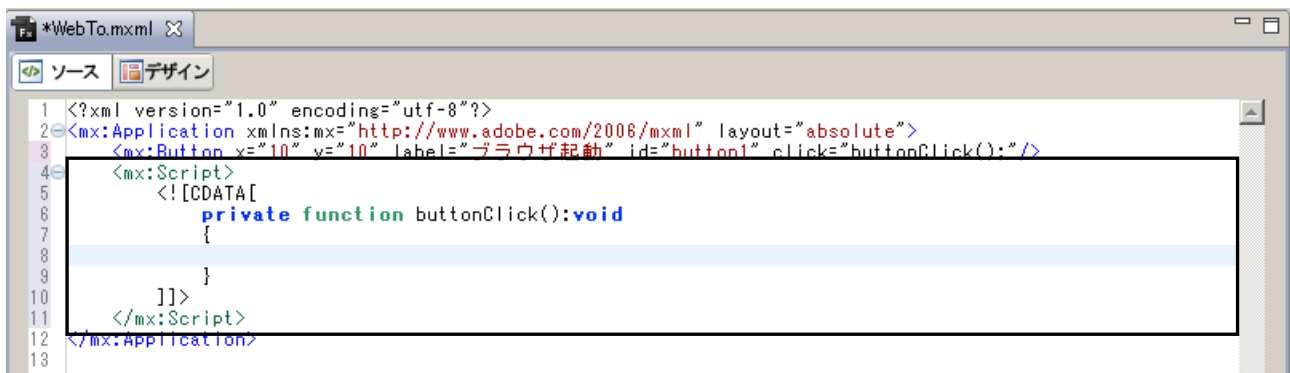 *WebTo.mxml
ソース デザイン
1 <?xml version="1.0" encoding="utf-8"?>
2 <mx:Application xmlns:mx="http://www.adobe.com/2006/mxml" layout="absolute">
3 <mx:Button x="10" y="10" label="ブラウザ起動" id="button1" click="buttonClick();"/>
4 <mx:Script>
5 <![CDATA[
6 private function buttonClick():void
7 {
8
9 }
10 ]]>
11 </mx:Script>
12 </mx:Application>
13